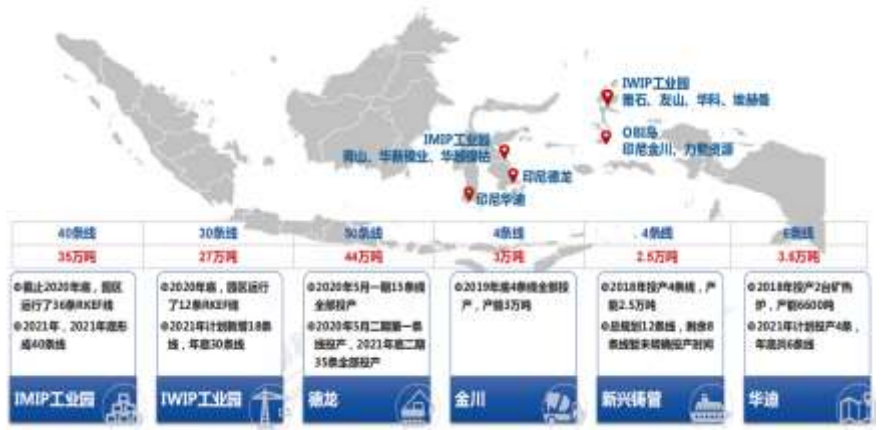 IWIP工业园
雅石、友山、华科、埃赫曼
IMIP工业园
青山、华新镍业、华越镍钴
OBI岛
印尼金川、力勤资源
印尼德龙
印尼华迪
40条线
30条线
50条线
4条线
4条线
6条线
35万吨
27万吨
44万吨
3万吨
2.5万吨
3.6万吨
截止2020年底，园区
运行了36条RKEF线
2021年，2021年底形
成40条线
IMIP工业园
2020年底，园区运行
了12条RKEF线
2021年计划新增18条
线，年底30条线
IWIP工业园
2020年5月一期15条线
全部投产
2020年5月二期第一条
线投产，2021年底二期
35条全部投产
德龙
2019年底4条线全部投
产，产能3万吨
金川
2018年投产4条线，产
能2.5万吨
总规划12条线，剩余8
条线暂未明确投产时间
新兴铸管
2018年投产2台矿热
炉，产能6600吨
2021年计划投产4条，
年底共6条线
华迪